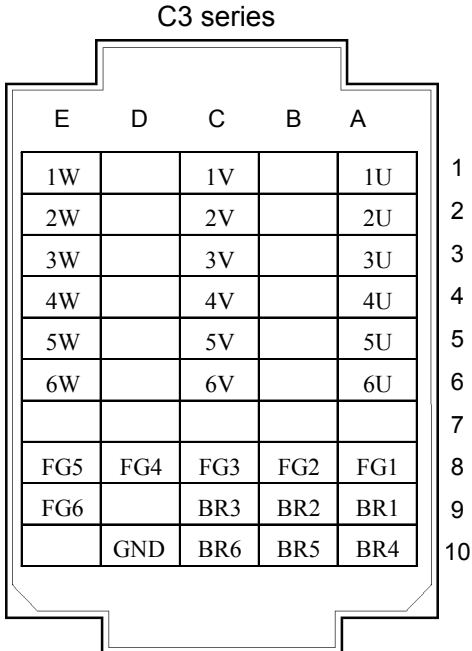 C3 series
E D C B A
1W 1V 1U 1
2W 2V 2U 2
3W 3V 3U 3
4W 4V 4U 4
5W 5V 5U 5
6W 6V 6U 6
7
FG5 FG4 FG3 FG2 FG1 8
FG6 BR3 BR2 BR1 9
GND BR6 BR5 BR4 10